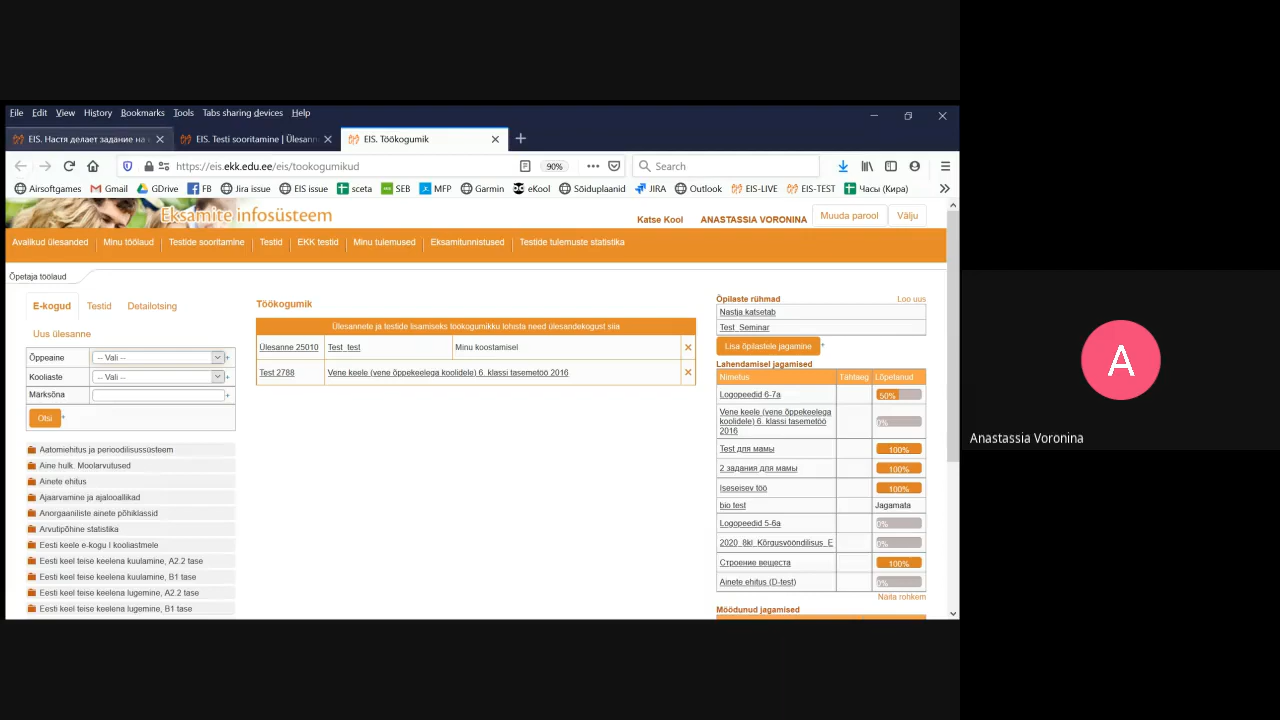 File Edit View History Bookmarks Tools Tabs sharing devices Help
EIS. Настя делает задание на
EIS. Testi sooritamine | Ülesann
EIS. Töökogumik
https://eis.ekk.edu.ee/eis/tookogumikud
90%
Search
Airsoftgames Gmail GDrive FB Jira issue EIS issue sceta SEB MFP Garmin eKool Sõiduplaanid JIRA Outlook EIS-LIVE EIS-TEST Часы (Кира)
Eksamite infosüsteem
Katse Kool ANASTASSIA VORONINA Muuda parool Välju
Avalikud ülesanded Minu töölaud Testide sooritamine Testid EKK testid Minu tulemused Eksamitunnistused Testide tulemuste statistika
Õpetaja töölaud
E-kogud Testid Detailotsing
Uus ülesanne
Õppeaine -- Vali --
Kooliaste -- Vali --
Märksõna
Otsi
Aatomiehitus ja perioodilisussüsteem
Aine hulk. Moolarvutused
Ainete ehitus
Ajaarvamine ja ajalooallikad
Anorgaaniliste ainete põhiklassid
Arvutipõhine statistika
Eesti keele e-kogu I kooliastmele
Eesti keel teise keelena kuulamine, A2.2 tase
Eesti keel teise keelena kuulamine, B1 tase
Eesti keel teise keelena lugemine, A2.2 tase
Eesti keel teise keelena lugemine, B1 tase
Töökogumik
Ülesannete ja testide lisamiseks töökogumikku lohista need ülesandekogust siia
Ülesanne 25010 Test_test Minu koostamisel
Test 2788 Vene keele (vene õppekeelega koolidele) 6. klassi tasemetöö 2016
Õpilaste rühmad Loo uus
Nastja katsetab
Test_Seminar
Lisa õpilastele jagamine
Lahendamisel jagamised
Nimetus Tähtaeg Lõpetanud
Logopeedid 6-7a 50%
Vene keele (vene õppekeelega
koolidele) 6. klassi tasemetöö
2016 0%
Test для мамы 100%
2 задания для мамы 100%
Iseseisev töö 100%
bio test Jagamata
Logopeedid 5-6a 0%
2020_8kl_Kõrgusvööndilisus_E 0%
Строение вещества 100%
Ainete ehitus (D-test) 0%
Näita rohkem
Möödunud jagamised
A
Anastassia Voronina